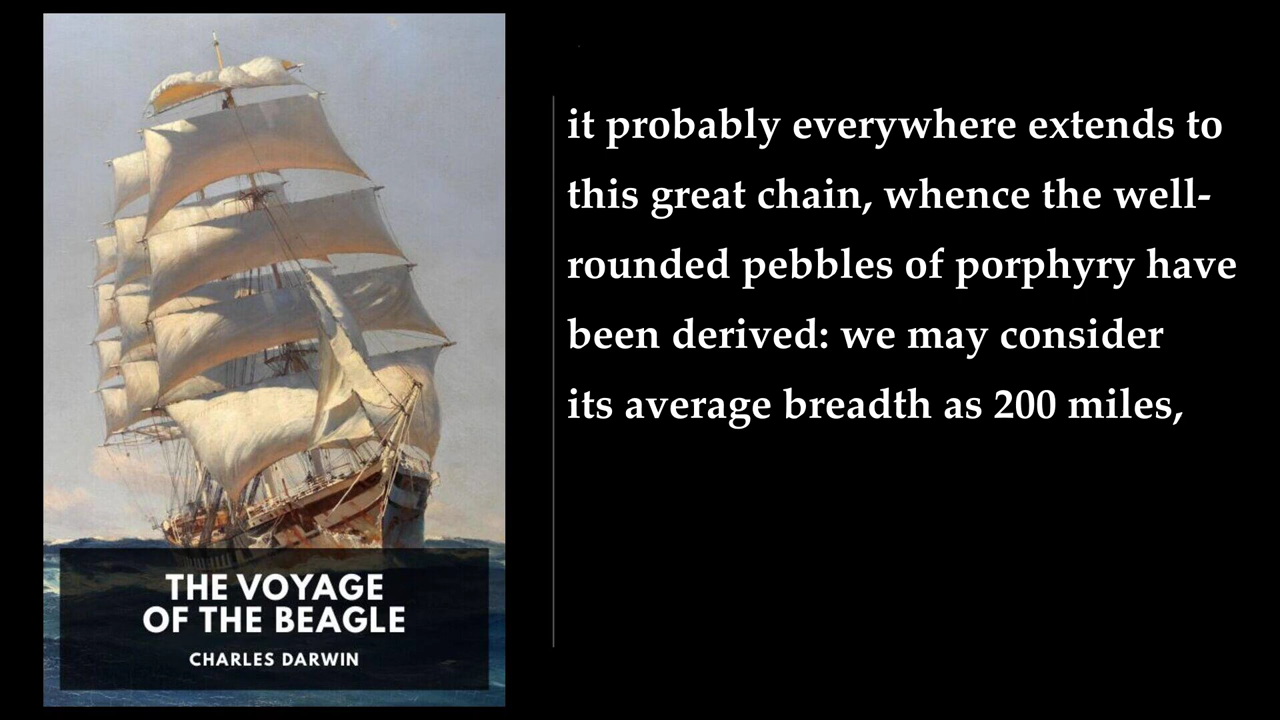 THE VOYAGE
OF THE BEAGLE
CHARLES DARWIN
it probably everywhere extends to
this great chain, whence the well-
rounded pebbles of porphyry have
been derived: we may consider
its average breadth as 200 miles,